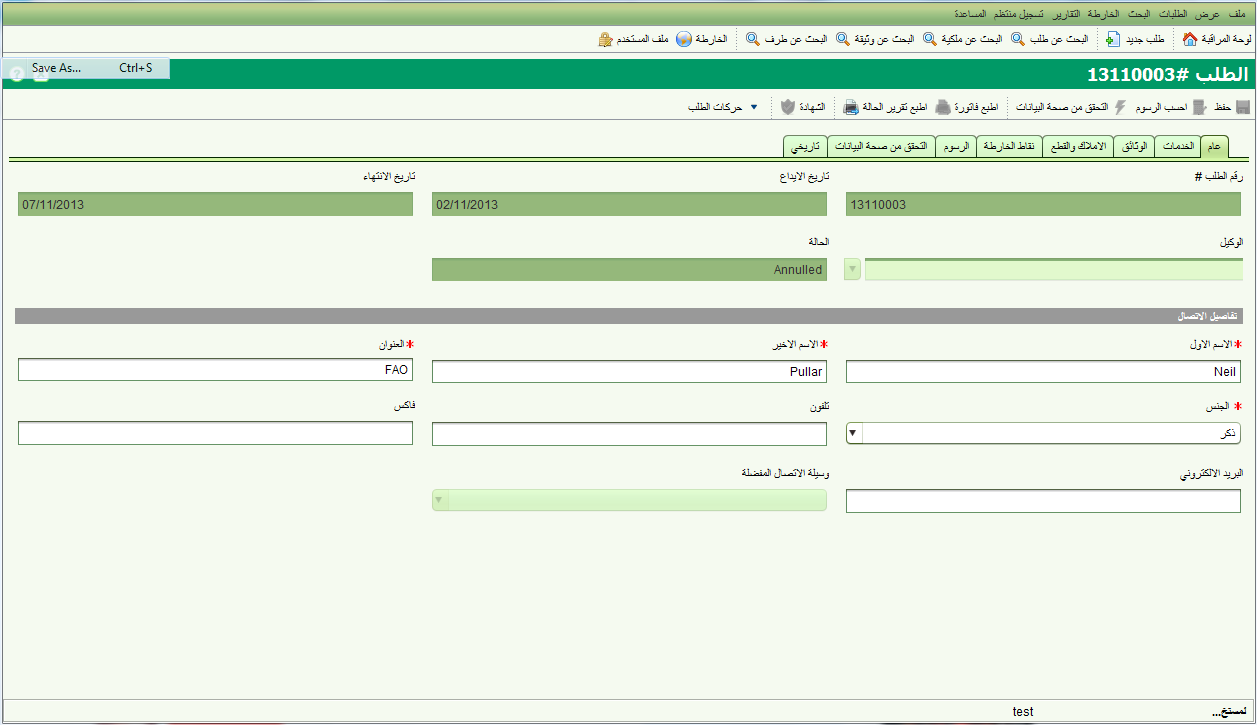 ملف عرض الطلبات البحث الخارطة التقارير تسجيل منتظم المساعدة
لوحة المراقبة طلب جديد البحث عن طلب البحث عن ملكية البحث عن وثيقة البحث عن طرف الخارطة ملف المستخدم
Save As... Ctrl+S
الطلب #13110003
حفظ احسب الرسوم التحقق من صحة البيانات اطبع فاتورة اطبع تقرير الحالة الشهادة حركات الطلب
عام الخدمات الوثائق الاملاك والقطع نقاط الخارطة الرسوم التحقق من صحة البيانات تاريخي
رقم الطلب # تاريخ الايداع تاريخ الانتهاء
13110003 02/11/2013 07/11/2013
الوكيل الحالة
Annulled
تفاصيل الاتصال
*الاسم الاول *الاسم الاخير *العنوان
Neil Pullar FAO
* الجنس تلفون فاكس
ذكر
البريد الالكتروني وسيلة الاتصال المفضلة
لمستخ... test